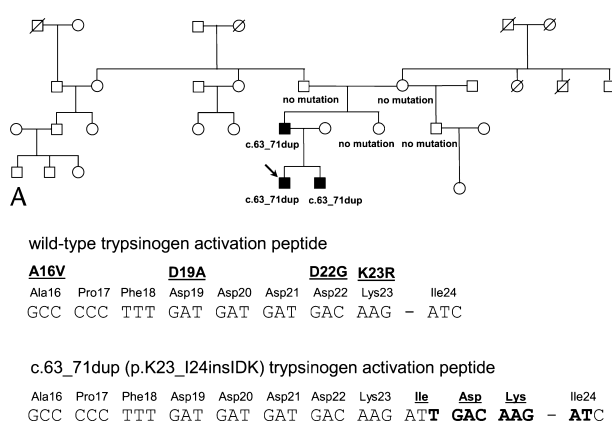 no mutation no mutation
c.63_71dup no mutation no mutation
c.63_71dup c.63_71dup
A
wild-type trypsinogen activation peptide
A16V D19A D22G K23R
Ala16 Pro17 Phe18 Asp19 Asp20 Asp21 Asp22 Lys23 Ile24
GCC CCC TTT GAT GAT GAT GAC AAG – ATC
c.63_71dup (p.K23_I24insIDK) trypsinogen activation peptide
Ala16 Pro17 Phe18 Asp19 Asp20 Asp21 Asp22 Lys23 Ile Asp Lys Ile24
GCC CCC TTT GAT GAT GAT GAC AAG ATT GAC AAG – ATC